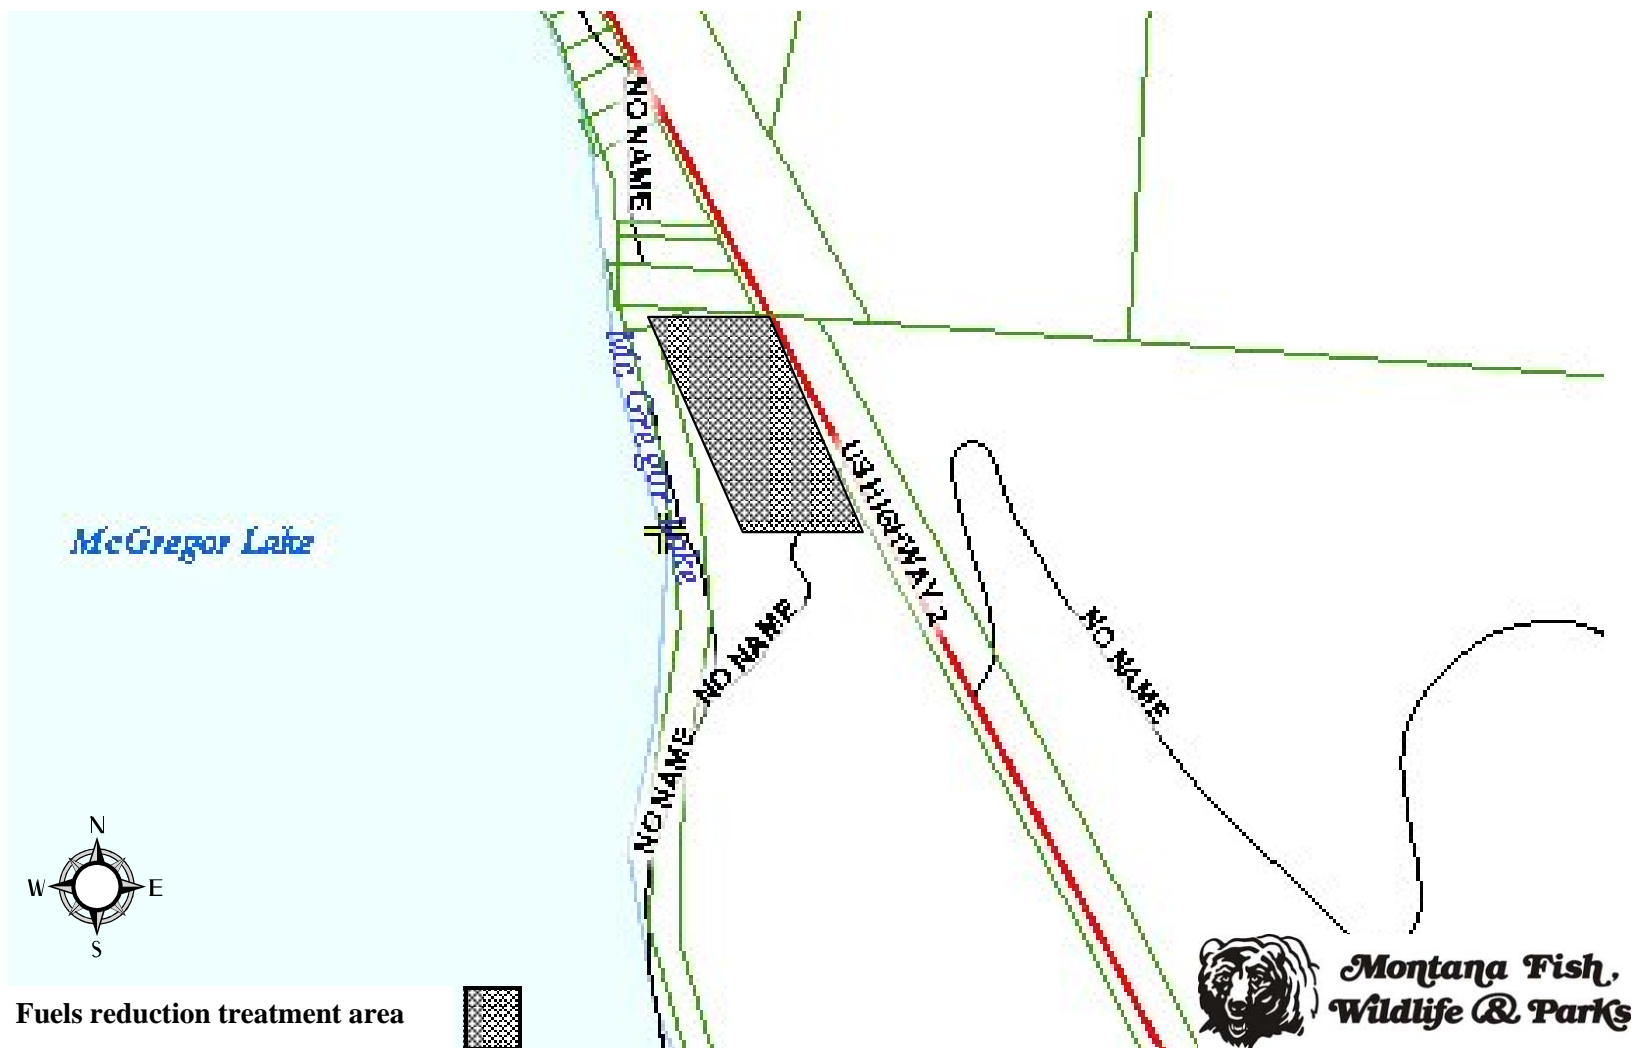 NO NAME
Mc Gregor Lake
US HIGHWAY 2
McGregor Lake
NO NAME
NO NAME
NO NAME
N
W E
S
Fuels reduction treatment area
Montana Fish,
Wildlife & Parks